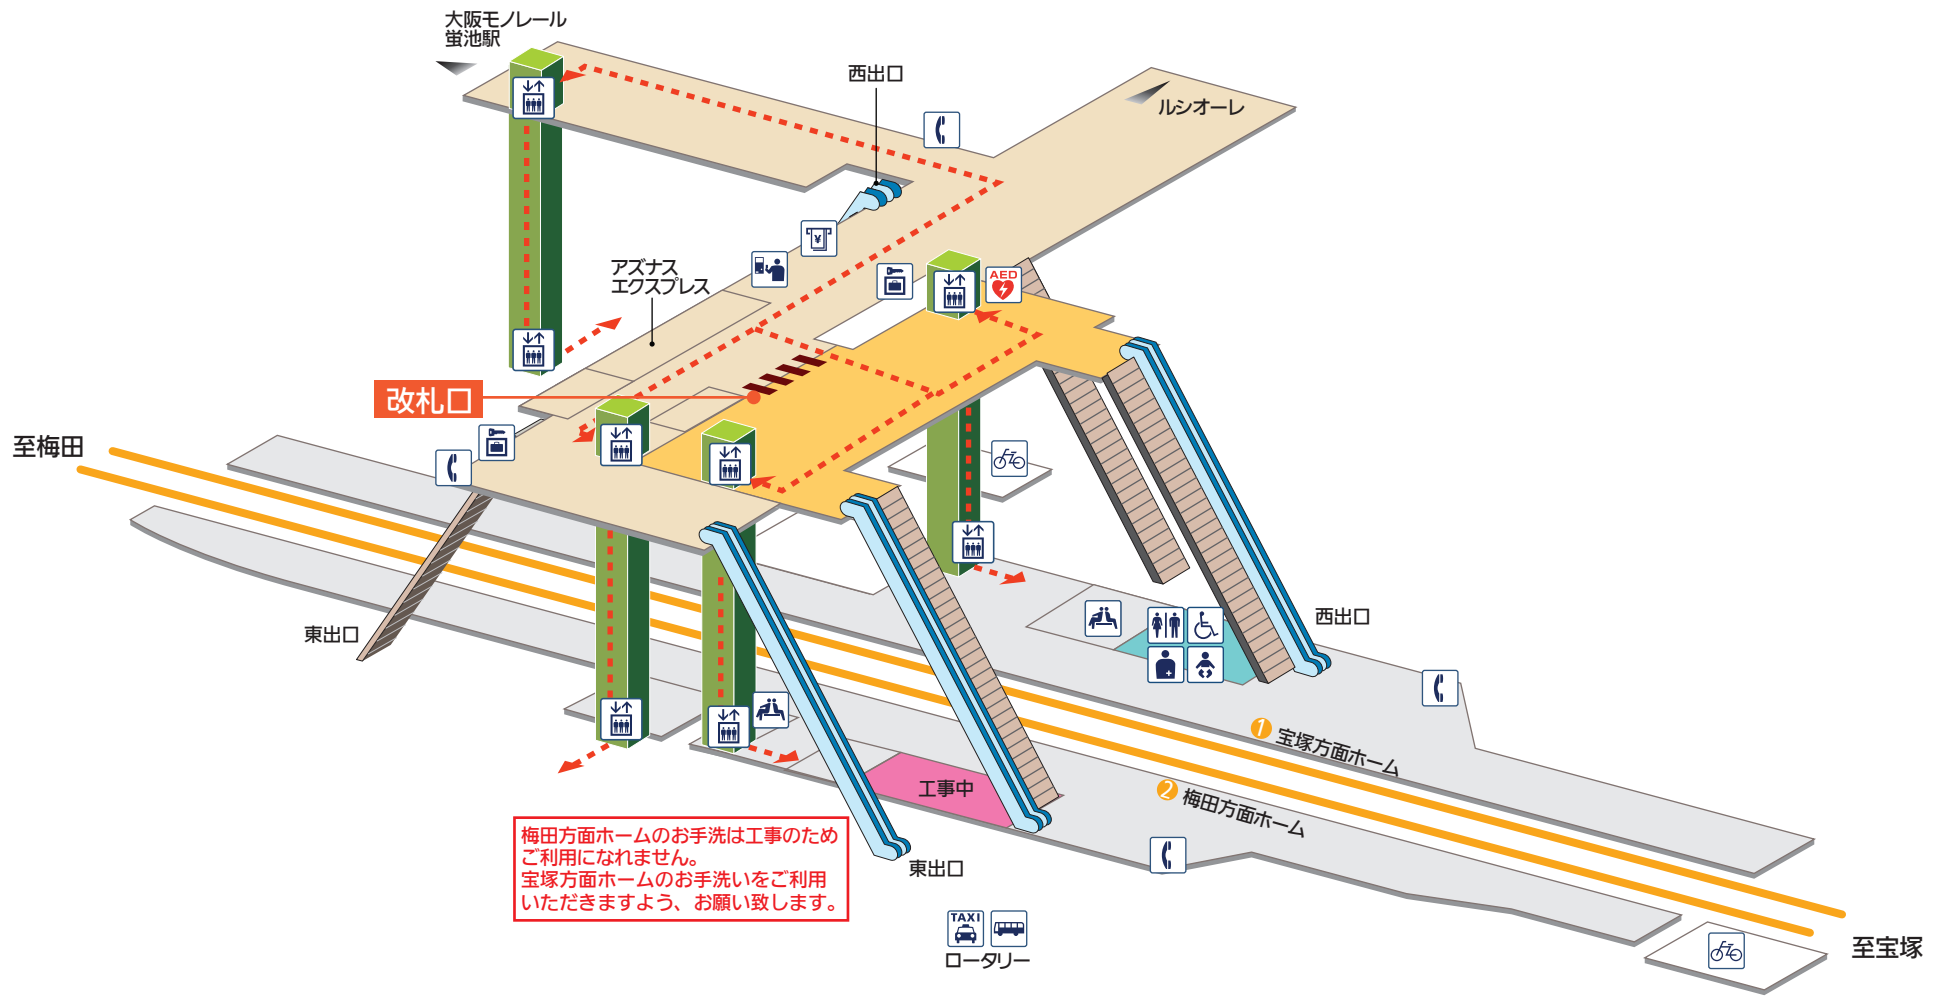 大阪モノレール
蛍池駅
西出口
ルシオーレ
アズナス
エクスプレス
¥
AED
改札口
至梅田
東出口
西出口
1 宝塚方面ホーム
2 梅田方面ホーム
工事中
梅田方面ホームのお手洗は工事のため
ご利用になれません。
宝塚方面ホームのお手洗いをご利用
いただきますよう、お願い致します。
東出口
TAXI
ロータリー
至宝塚